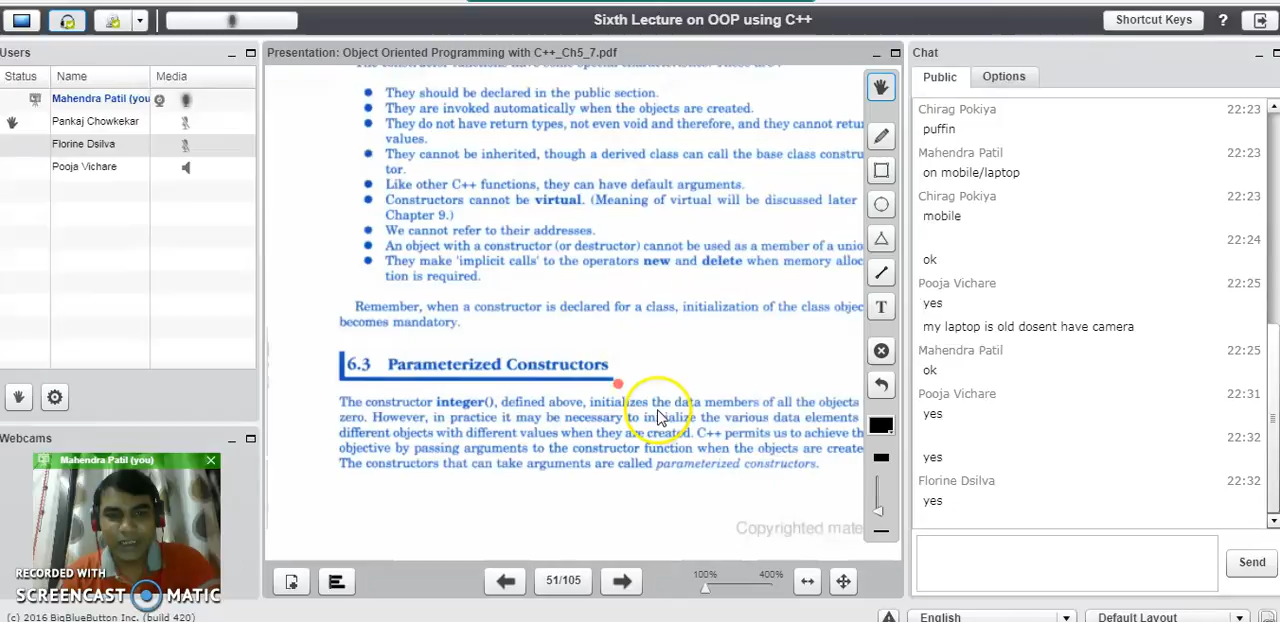 Sixth Lecture on OOP using C++
Shortcut Keys
?
Users
Status Name Media
Mahendra Patil (you
Pankaj Chowkekar
Florine Dsilva
Pooja Vichare
Webcams
Mahendra Patil (you)
RECORDED WITH
SCREENCAST MATIC
(c) 2016 BigBlueButton Inc. (build 420)
Presentation: Object Oriented Programming with C++_Ch5_7.pdf
They should be declared in the public section.
They are invoked automatically when the objects are created.
They do not have return types, not even void and therefore, and they cannot retu
values.
They cannot be inherited, though a derived class can call the base class constru
tor.
Like other C++ functions, they can have default arguments.
Constructors cannot be virtual. (Meaning of virtual will be discussed later
Chapter 9.)
We cannot refer to their addresses.
An object with a constructor (or destructor) cannot be used as a member of a unio
They make 'implicit calls' to the operators new and delete when memory alloc
tion is required.
Remember, when a constructor is declared for a class, initialization of the class objec
becomes mandatory.
6.3 Parameterized Constructors
The constructor integer(), defined above, initializes the data members of all the objects
zero. However, in practice it may be necessary to initialize the various data elements
different objects with different values when they are created. C++ permits us to achieve th
objective by passing arguments to the constructor function when the objects are create
The constructors that can take arguments are called parameterized constructors.
Copyrighted mate
T
51/105
100% 400%
Chat
Public Options
Chirag Pokiya 22:23
puffin
Mahendra Patil 22:23
on mobile/laptop
Chirag Pokiya 22:23
mobile
22:24
ok
Pooja Vichare 22:25
yes
my laptop is old dosent have camera
Mahendra Patil 22:25
ok
Pooja Vichare 22:31
yes
22:32
yes
Florine Dsilva 22:32
yes
Send
English
Default Layout